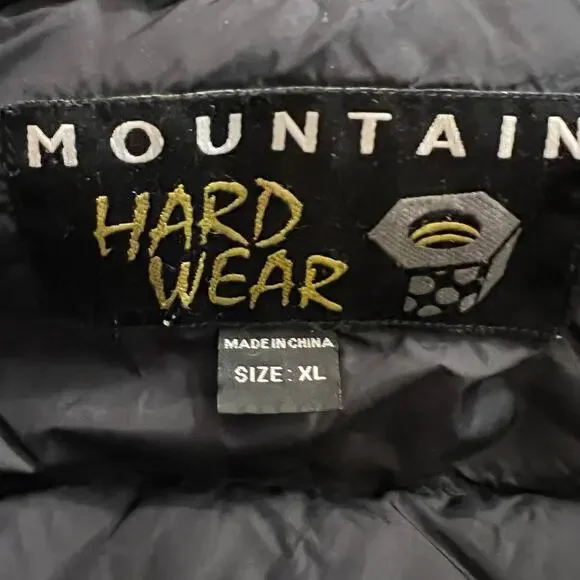 MOUNTAIN
HARD
WEAR
MADE IN CHINA
SIZE: XL